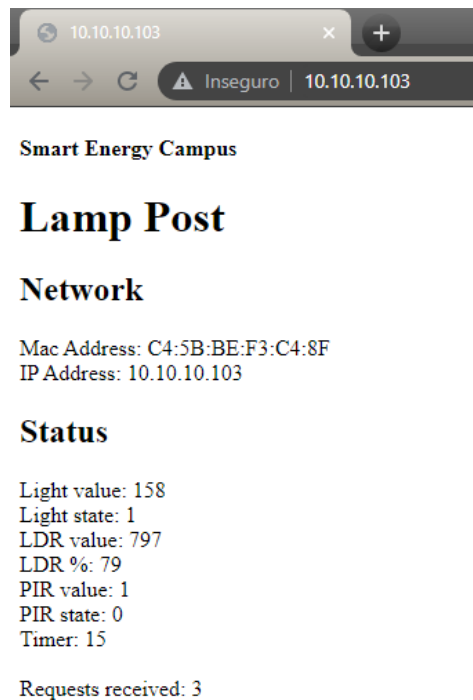 10.10.10.103
Inseguro | 10.10.10.103
Smart Energy Campus
Lamp Post
Network
Mac Address: C4:5B:BE:F3:C4:8F
IP Address: 10.10.10.103
Status
Light value: 158
Light state: 1
LDR value: 797
LDR %: 79
PIR value: 1
PIR state: 0
Timer: 15
Requests received: 3